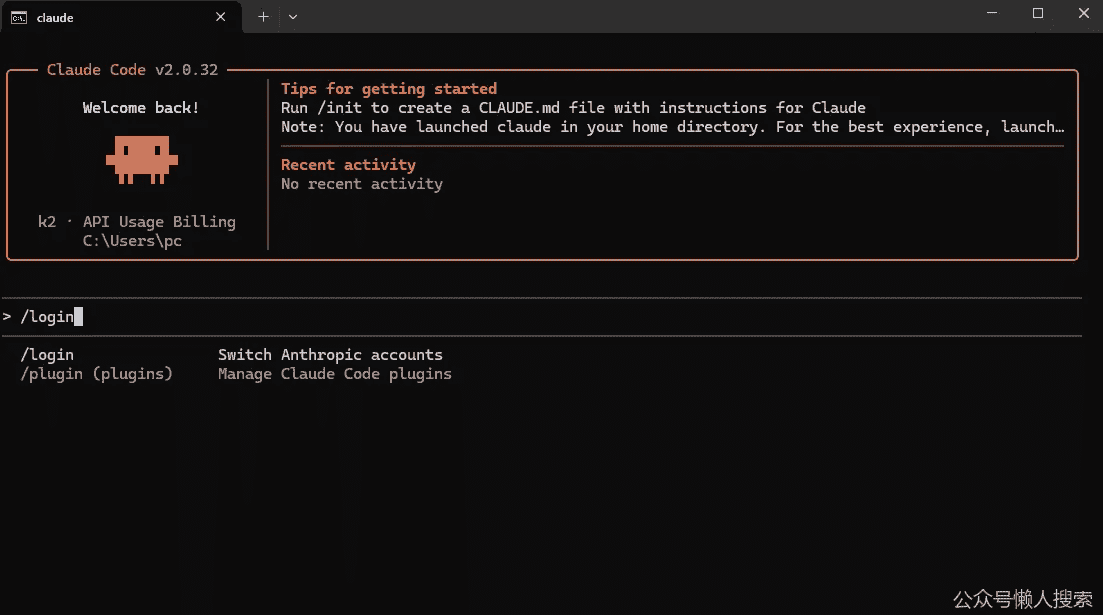 claude
Claude Code v2.0.32
Welcome back!
k2 · API Usage Billing
C:\Users\pc
Tips for getting started
Run /init to create a CLAUDE.md file with instructions for Claude
Note: You have launched claude in your home directory. For the best experience, launch…
Recent activity
No recent activity
> /login
/login Switch Anthropic accounts
/plugin (plugins) Manage Claude Code plugins
公众号懒人搜索